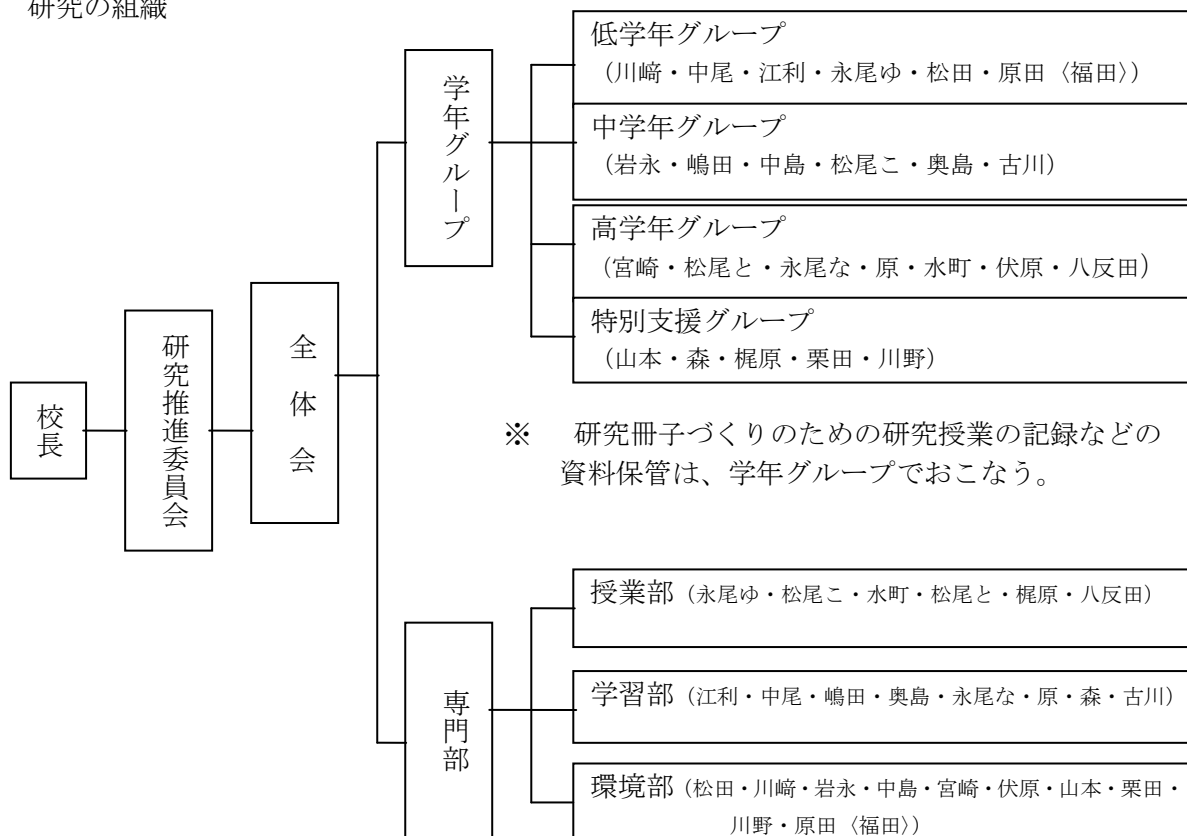 研究の組織
低学年グループ
（川﨑・中尾・江利・永尾ゆ・松田・原田〈福田〉）
中学年グループ
（岩永・嶋田・中島・松尾こ・奥島・古川）
高学年グループ
（宮崎・松尾と・永尾な・原・水町・伏原・八反田）
特別支援グループ
（山本・森・梶原・栗田・川野）
学年グループ
校長
研究推進委員会
全体会
※　研究冊子づくりのための研究授業の記録などの
資料保管は、学年グループでおこなう。
専門部
授業部（永尾ゆ・松尾こ・水町・松尾と・梶原・八反田）
学習部（江利・中尾・嶋田・奥島・永尾な・原・森・古川）
環境部（松田・川﨑・岩永・中島・宮崎・伏原・山本・栗田・
川野・原田〈福田〉）